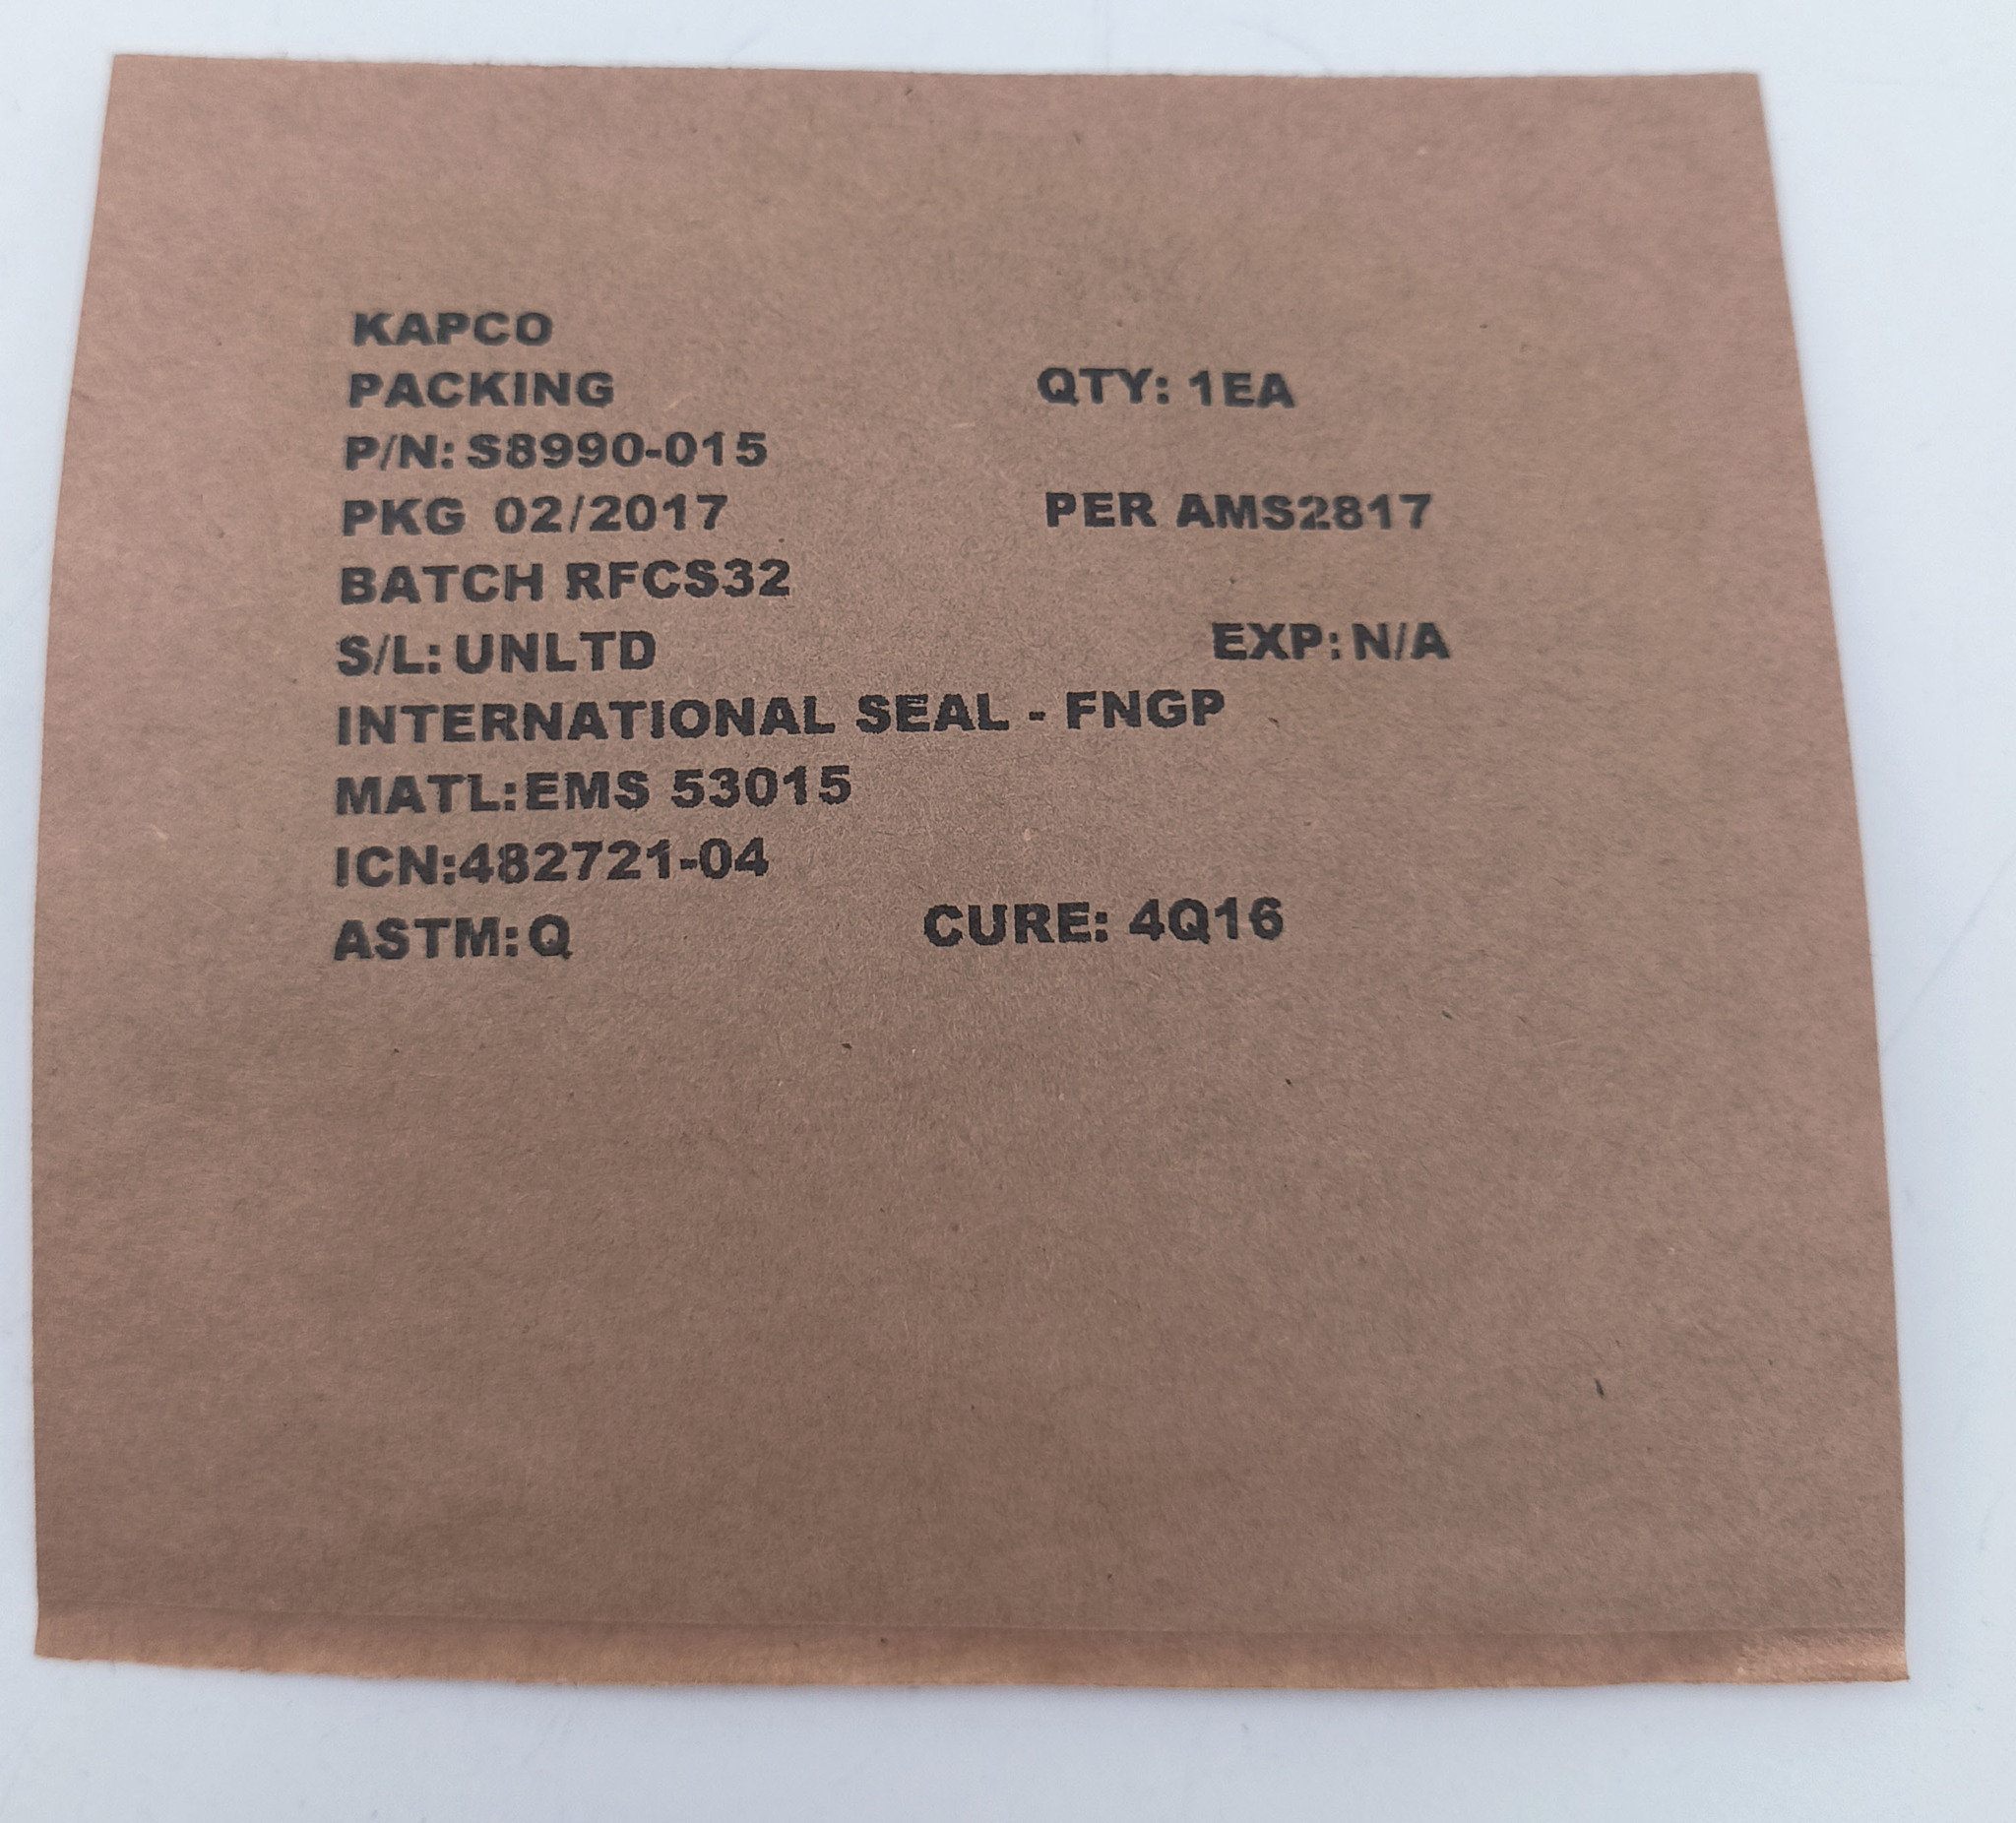 KAPCO
PACKING QTY: 1EA
P/N: S8990-015
PKG 02/2017 PER AMS2817
BATCH RFCS32
S/L: UNLTD EXP: N/A
INTERNATIONAL SEAL - FNGP
MATL:EMS 53015
ICN:482721-04
ASTM:Q CURE: 4Q16